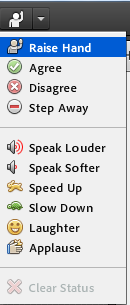 Raise Hand
Agree
Disagree
Step Away
Speak Louder
Speak Softer
Speed Up
Slow Down
Laughter
Applause
Clear Status